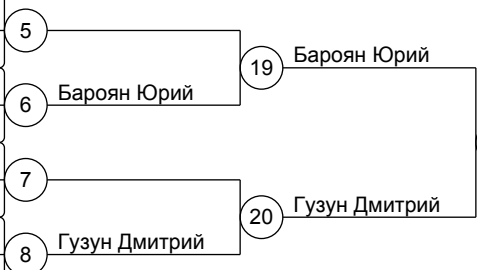 5
19 Бароян Юрий
6 Бароян Юрий
7
20 Гузун Дмитрий
8 Гузун Дмитрий